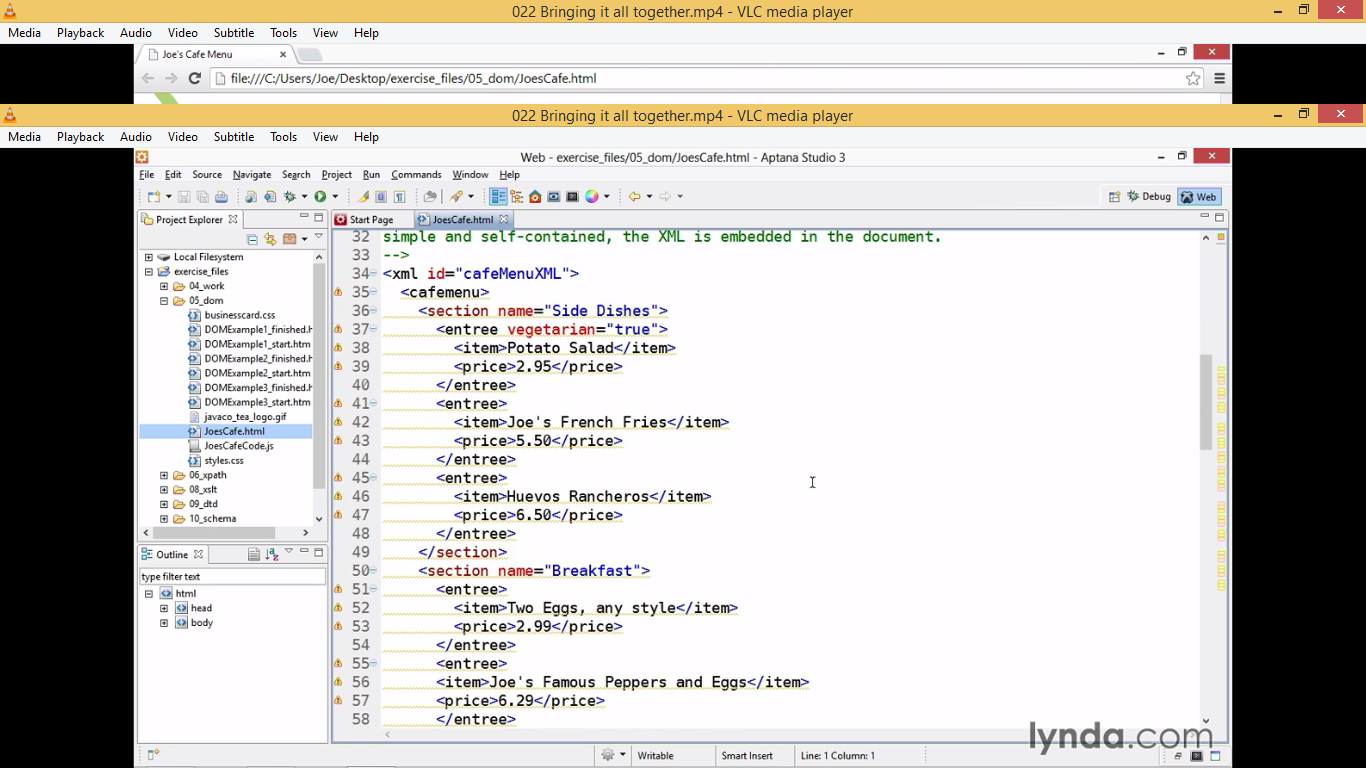 022 Bringing it all together.mp4 - VLC media player
Media Playback Audio Video Subtitle Tools View Help
Joe's Cafe Menu
file:///C:/Users/Joe/Desktop/exercise_files/05_dom/JoesCafe.html
022 Bringing it all together.mp4 - VLC media player
Media Playback Audio Video Subtitle Tools View Help
Web - exercise_files/05_dom/JoesCafe.html - Aptana Studio 3
File Edit Source Navigate Search Project Run Commands Window Help
Debug Web
Project Explorer
Local Filesystem
exercise_files
04_work
05_dom
businesscard.css
DOMExample1_finished.h
DOMExample1_start.htm
DOMExample2_finished.h
DOMExample2_start.htm
DOMExample3_finished.h
DOMExample3_start.htm
javaco_tea_logo.gif
JoesCafe.html
JoesCafeCode.js
styles.css
06_xpath
08_xslt
09_dtd
10_schema
Outline
type filter text
html
head
body
Start Page JoesCafe.html
32 simple and self-contained, the XML is embedded in the document.
33 -->
34 <xml id="cafeMenuXML">
35 <cafemenu>
36 <section name="Side Dishes">
37 <entree vegetarian="true">
38 <item>Potato Salad</item>
39 <price>2.95</price>
40 </entree>
41 <entree>
42 <item>Joe's French Fries</item>
43 <price>5.50</price>
44 </entree>
45 <entree>
46 <item>Huevos Rancheros</item>
47 <price>6.50</price>
48 </entree>
49 </section>
50 <section name="Breakfast">
51 <entree>
52 <item>Two Eggs, any style</item>
53 <price>2.99</price>
54 </entree>
55 <entree>
56 <item>Joe's Famous Peppers and Eggs</item>
57 <price>6.29</price>
58 </entree>
lynda.com
Writable Smart Insert Line: 1 Column: 1